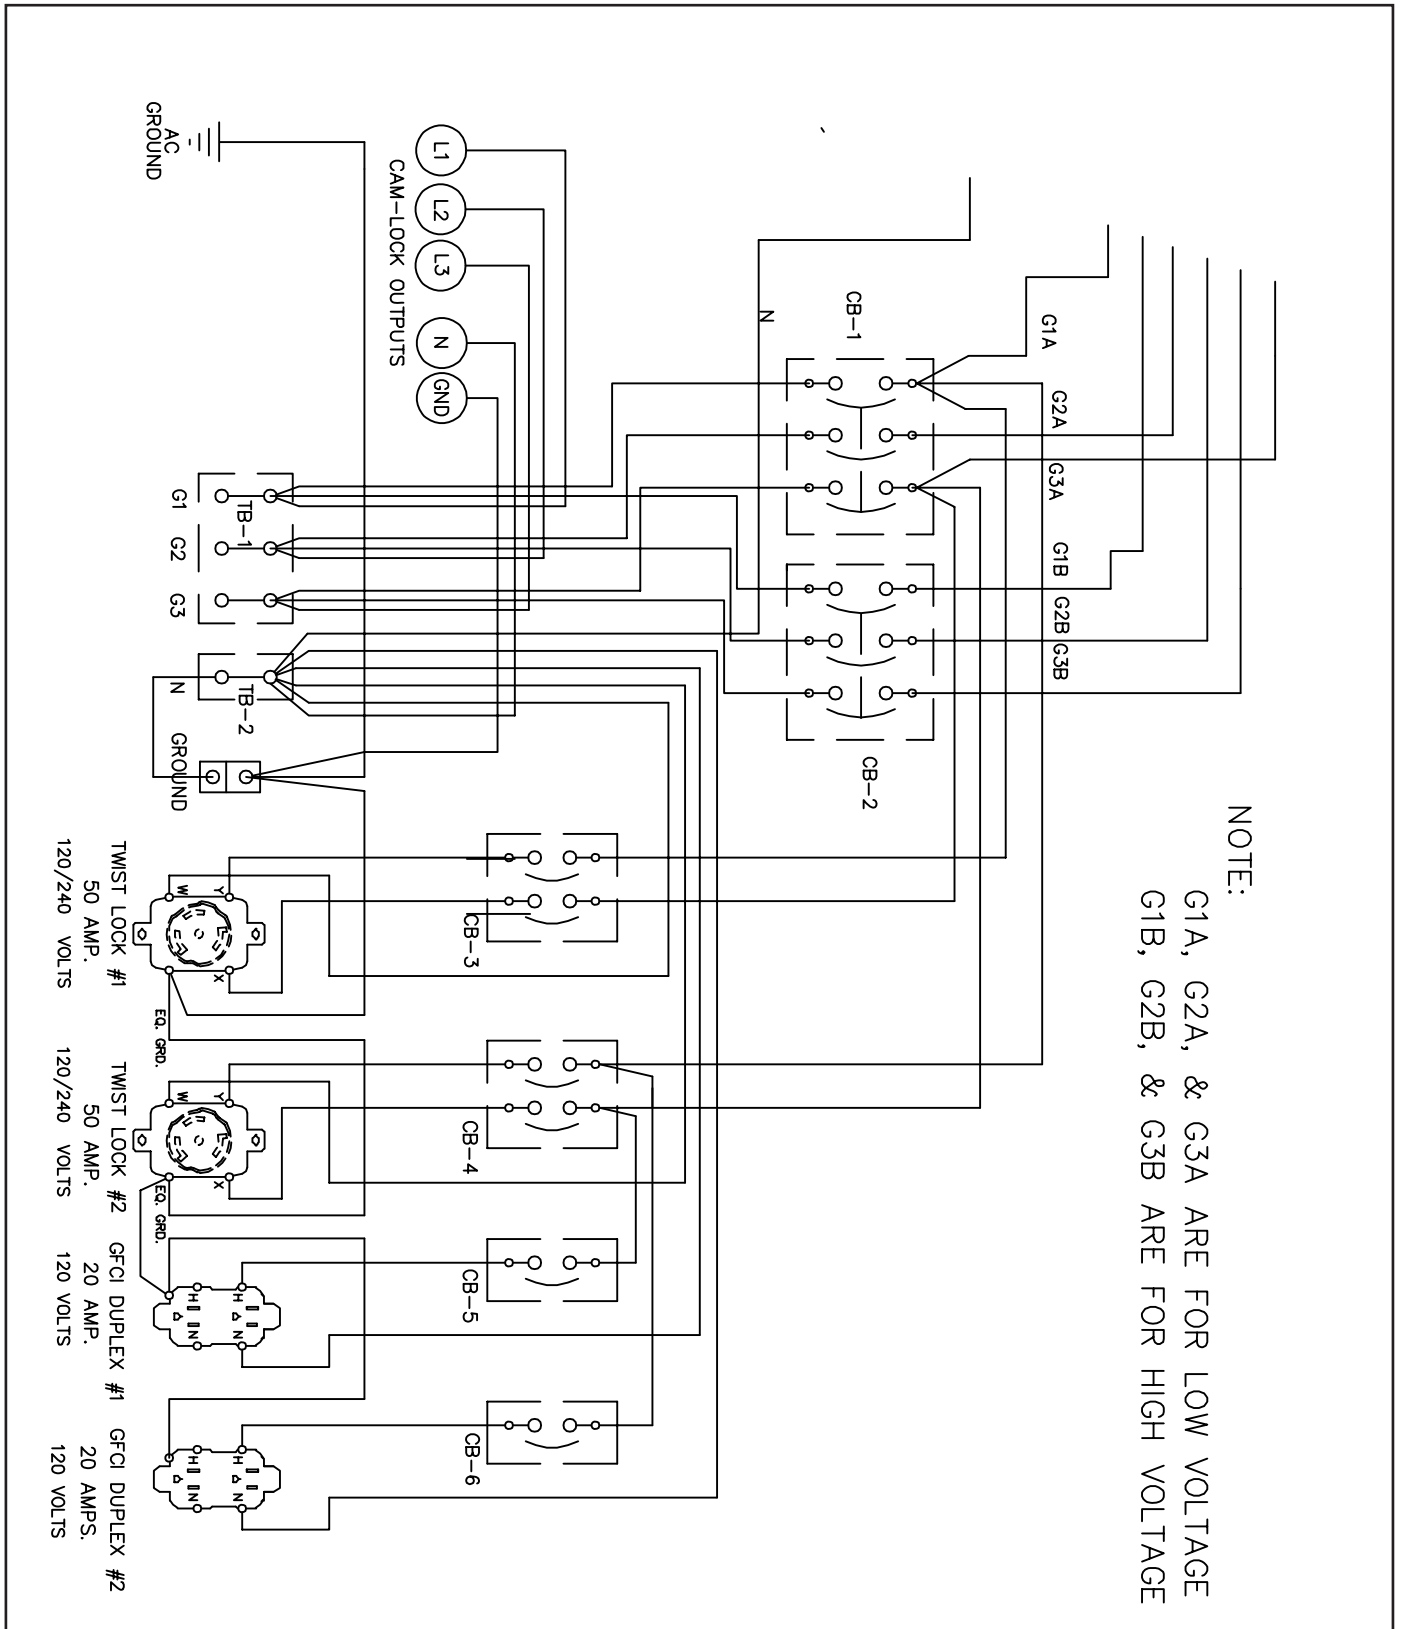 NOTE:
G1A, G2A, & G3A ARE FOR LOW VOLTAGE
G1B, G2B, & G3B ARE FOR HIGH VOLTAGE
G1A
G2A
G3A
G1B
G2B
G3B
CB-1
CB-2
N
L1
L2
L3
N
GND
CAM-LOCK OUTPUTS
AC
GROUND
TB-1
G1
G2
G3
TB-2
N
GROUND
CB-3
CB-4
CB-5
CB-6
W
Y
X
EQ. GRD.
W
Y
X
EQ. GRD.
H
H
N
N
H
H
N
N
TWIST LOCK #1
50 AMP.
120/240 VOLTS
TWIST LOCK #2
50 AMP.
120/240 VOLTS
GFCI DUPLEX #1
20 AMP.
120 VOLTS
GFCI DUPLEX #2
20 AMPS.
120 VOLTS